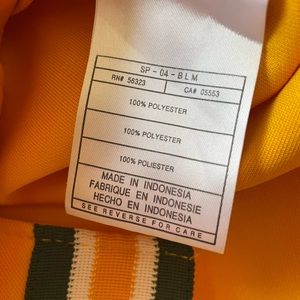 SP - 04 - BLM
RN# 56323 CA# 05553
100% POLYESTER
100% POLYESTER
100% POLIESTER
MADE IN INDONESIA
FABRIQUE EN INDONESIE
HECHO EN INDONESIA
SEE REVERSE FOR CARE